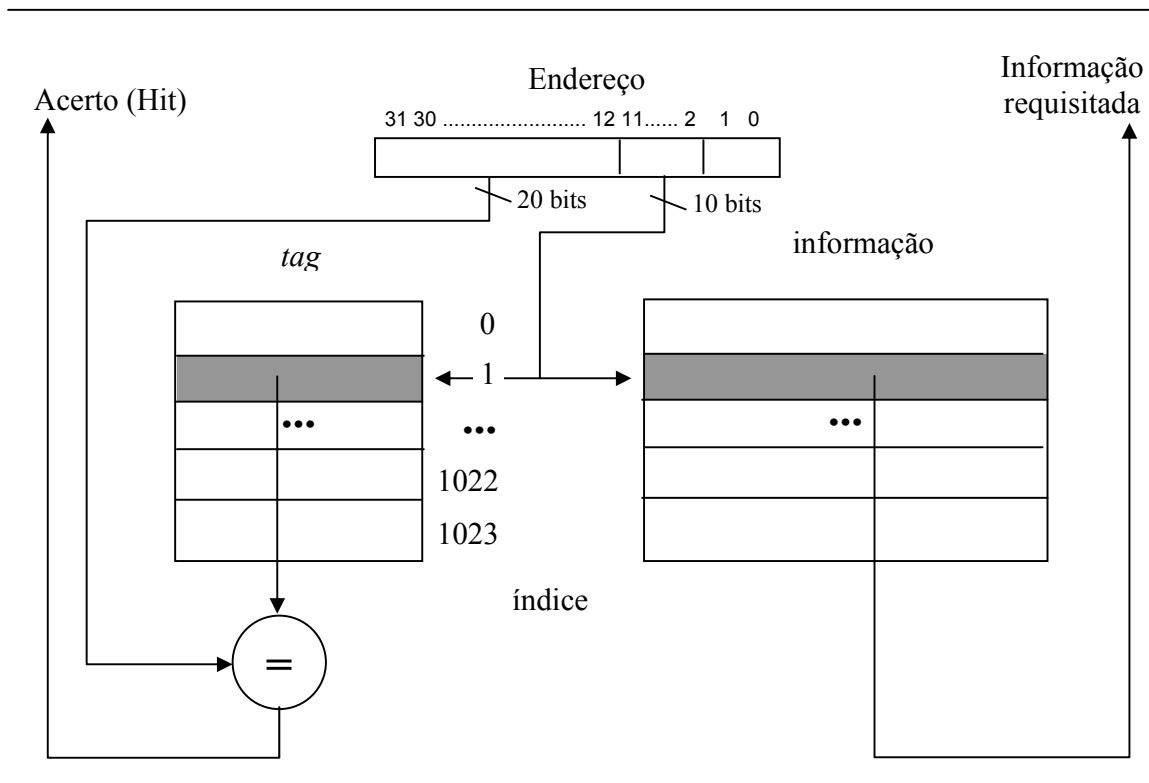 Endereço
Informação
requisitada
Acerto (Hit)
31 30 ......................... 12 11...... 2 1 0
20 bits
10 bits
tag
informação
0
1
•••
•••
•••
1022
1023
índice
=